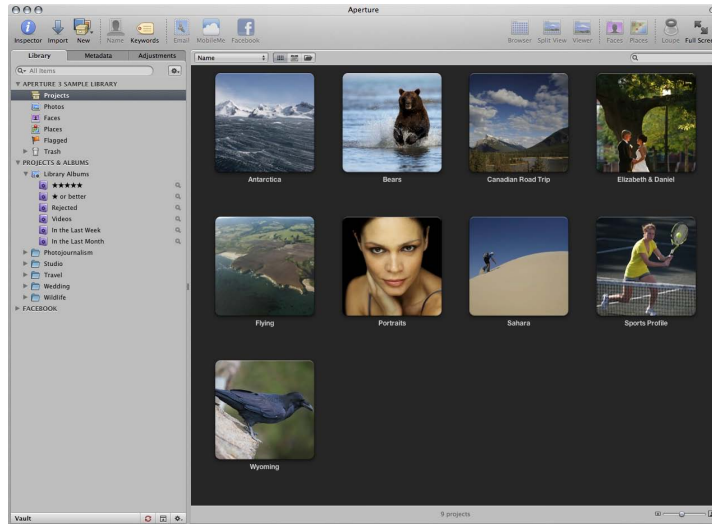 Aperture
Inspector Import New Name Keywords Email MobileMe Facebook Browser Split View Viewer Faces Places Loupe Full Scree
Library Metadata Adjustments
Name
All Items
APERTURE 3 SAMPLE LIBRARY
Projects
Photos
Faces
Places
Flagged
Trash
PROJECTS & ALBUMS
Library Albums
★★★★★
★ or better
Rejected
Videos
In the Last Week
In the Last Month
Photojournalism
Studio
Travel
Wedding
Wildlife
FACEBOOK
Antarctica Bears Canadian Road Trip Elizabeth & Daniel
Flying Portraits Sahara Sports Profile
Wyoming
Vault
9 projects